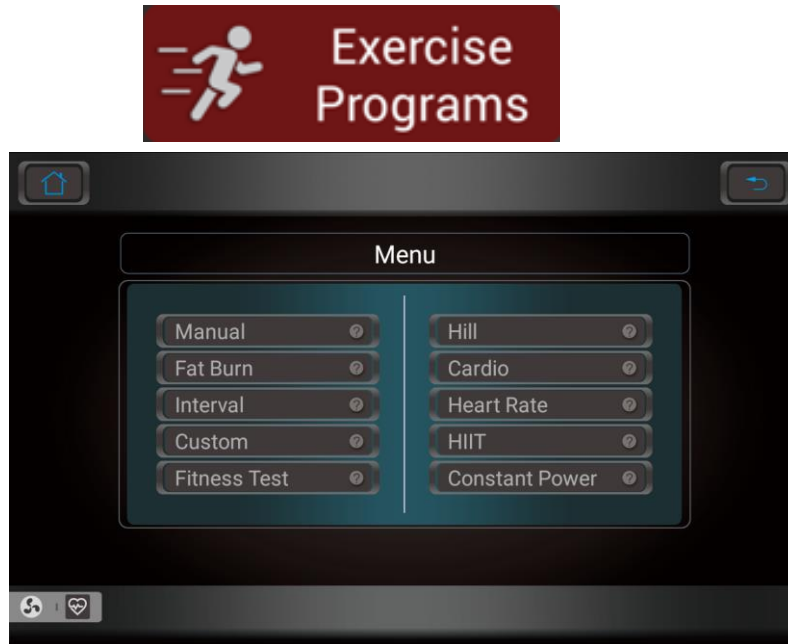 Exercise
Programs
Menu
Manual
Fat Burn
Interval
Custom
Fitness Test
Hill
Cardio
Heart Rate
HIIT
Constant Power